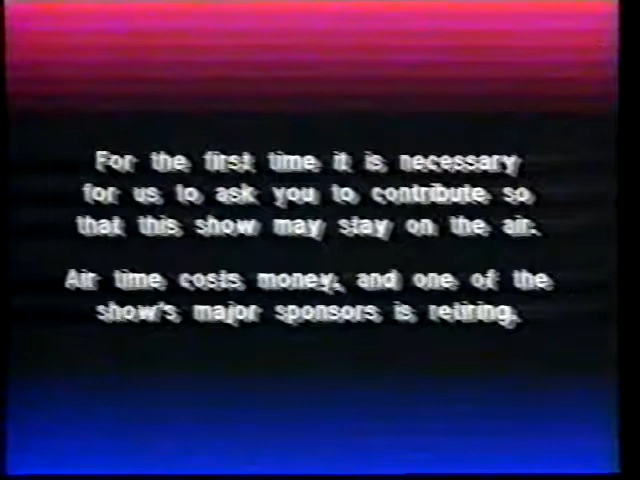 For the first time it is necessary
for us to ask you to contribute so
that this show may stay on the air.
Air time costs money, and one of the
show's major sponsors is retiring.